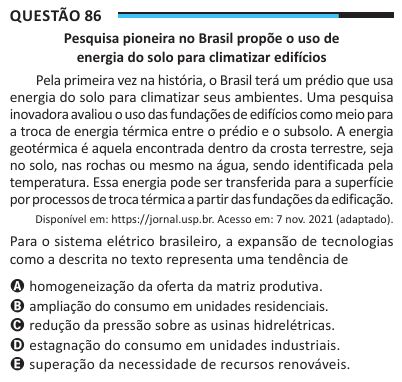 QUESTÃO 86
Pesquisa pioneira no Brasil propõe o uso de
energia do solo para climatizar edifícios
Pela primeira vez na história, o Brasil terá um prédio que usa
energia do solo para climatizar seus ambientes. Uma pesquisa
inovadora avaliou o uso das fundações de edifícios como meio para
a troca de energia térmica entre o prédio e o subsolo. A energia
geotérmica é aquela encontrada dentro da crosta terrestre, seja
no solo, nas rochas ou mesmo na água, sendo identificada pela
temperatura. Essa energia pode ser transferida para a superfície
por processos de troca térmica a partir das fundações da edificação.
Disponível em: https://jornal.usp.br. Acesso em: 7 nov. 2021 (adaptado).
Para o sistema elétrico brasileiro, a expansão de tecnologias
como a descrita no texto representa uma tendência de
A homogeneização da oferta da matriz produtiva.
B ampliação do consumo em unidades residenciais.
C redução da pressão sobre as usinas hidrelétricas.
D estagnação do consumo em unidades industriais.
E superação da necessidade de recursos renováveis.